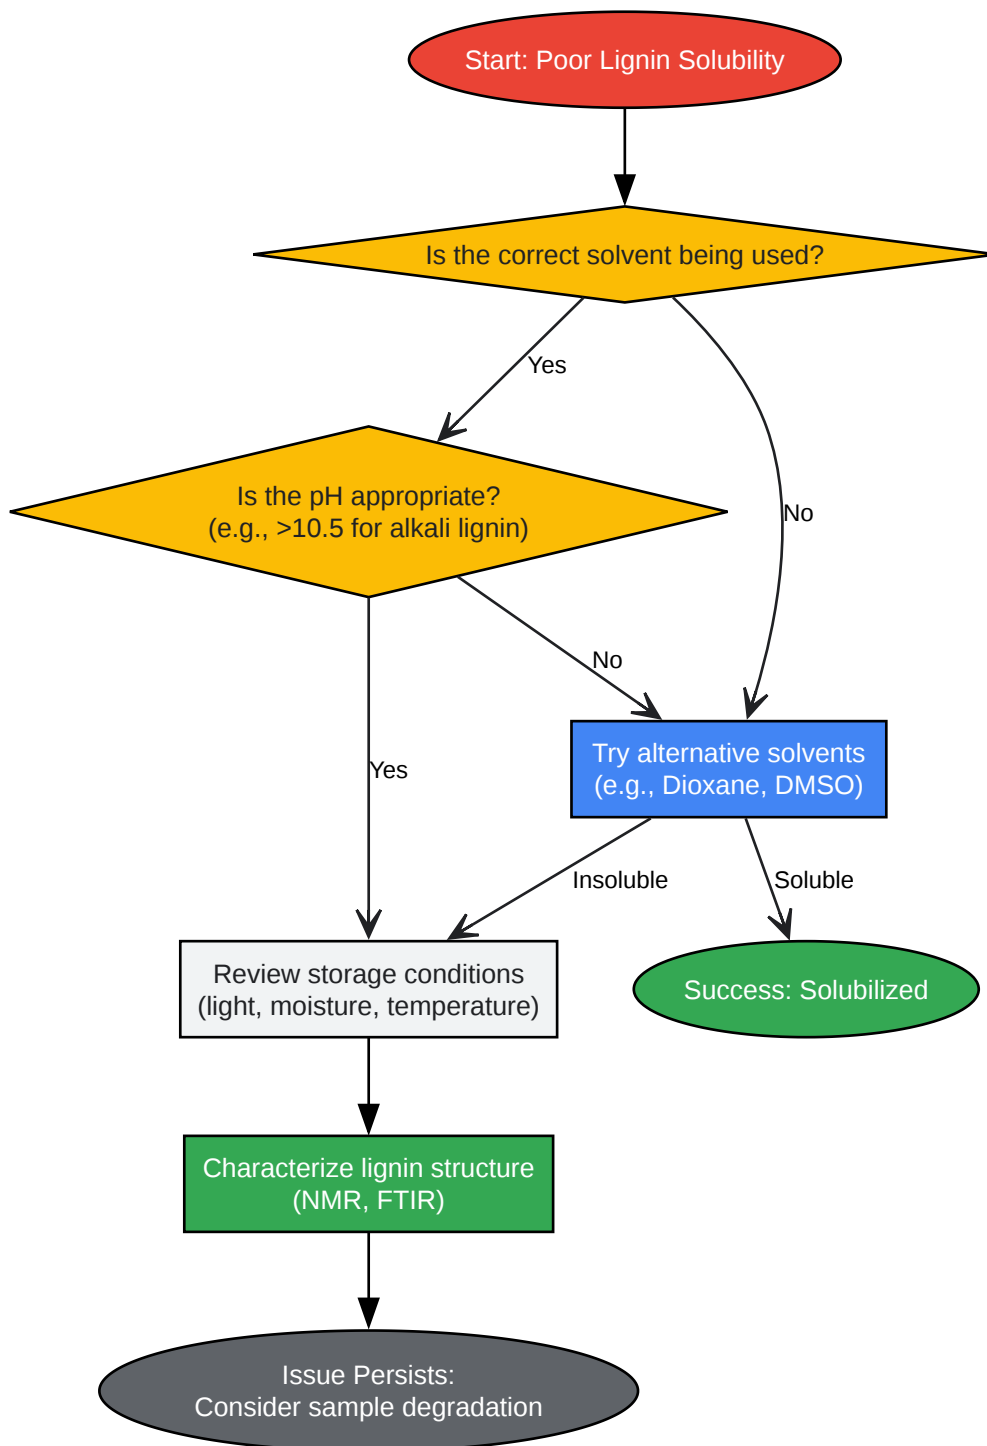 Start: Poor Lignin Solubility
Is the correct solvent being used?
Yes
Is the pH appropriate?
(e.g., >10.5 for alkali lignin)
No
No
Try alternative solvents
(e.g., Dioxane, DMSO)
Yes
Insoluble
Soluble
Review storage conditions
(light, moisture, temperature)
Success: Solubilized
Characterize lignin structure
(NMR, FTIR)
Issue Persists:
Consider sample degradation